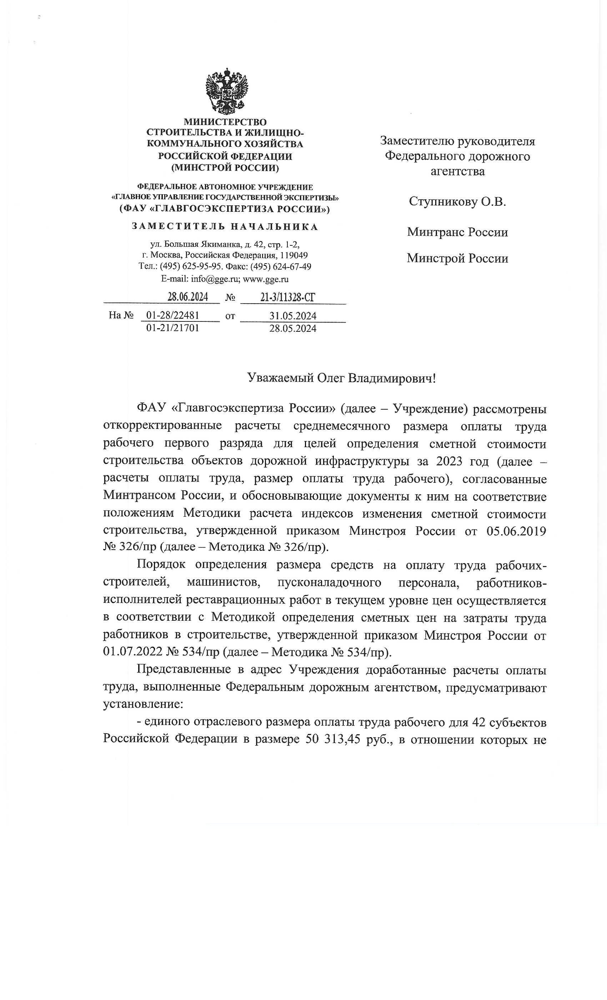 МИНИСТЕРСТВО
СТРОИТЕЛЬСТВА И ЖИЛИЩНО-
КОММУНАЛЬНОГО ХОЗЯЙСТВА
РОССИЙСКОЙ ФЕДЕРАЦИИ
(МИНСТРОЙ РОССИИ)
ФЕДЕРАЛЬНОЕ АВТОНОМНОЕ УЧРЕЖДЕНИЕ
«ГЛАВНОЕ УПРАВЛЕНИЕ ГОСУДАРСТВЕННОЙ ЭКСПЕРТИЗЫ»
(ФАУ «ГЛАВГОСЭКСПЕРТИЗА РОССИИ»)
ЗАМЕСТИТЕЛЬ НАЧАЛЬНИКА
ул. Большая Якиманка, д. 42, стр. 1-2,
г. Москва, Российская Федерация, 119049
Тел.: (495) 625-95-95. Факс: (495) 624-67-49
E-mail: info@gge.ru; www.gge.ru
28.06.2024 № 21-3/11328-СГ
На № 01-28/22481 от 31.05.2024
01-21/21701 28.05.2024
Заместителю руководителя
Федерального дорожного
агентства
Ступникову О.В.
Минтранс России
Минстрой России
Уважаемый Олег Владимирович!
ФАУ «Главгосэкспертиза России» (далее – Учреждение) рассмотрены
откорректированные расчеты среднемесячного размера оплаты труда
рабочего первого разряда для целей определения сметной стоимости
строительства объектов дорожной инфраструктуры за 2023 год (далее –
расчеты оплаты труда, размер оплаты труда рабочего), согласованные
Минтрансом России, и обосновывающие документы к ним на соответствие
положениям Методики расчета индексов изменения сметной стоимости
строительства, утвержденной приказом Минстроя России от 05.06.2019
№ 326/пр (далее – Методика № 326/пр).
Порядок определения размера средств на оплату труда рабочих-
строителей, машинистов, пусконаладочного персонала, работников-
исполнителей реставрационных работ в текущем уровне цен осуществляется
в соответствии с Методикой определения сметных цен на затраты труда
работников в строительстве, утвержденной приказом Минстроя России от
01.07.2022 № 534/пр (далее – Методика № 534/пр).
Представленные в адрес Учреждения доработанные расчеты оплаты
труда, выполненные Федеральным дорожным агентством, предусматривают
установление:
- единого отраслевого размера оплаты труда рабочего для 42 субъектов
Российской Федерации в размере 50 313,45 руб., в отношении которых не